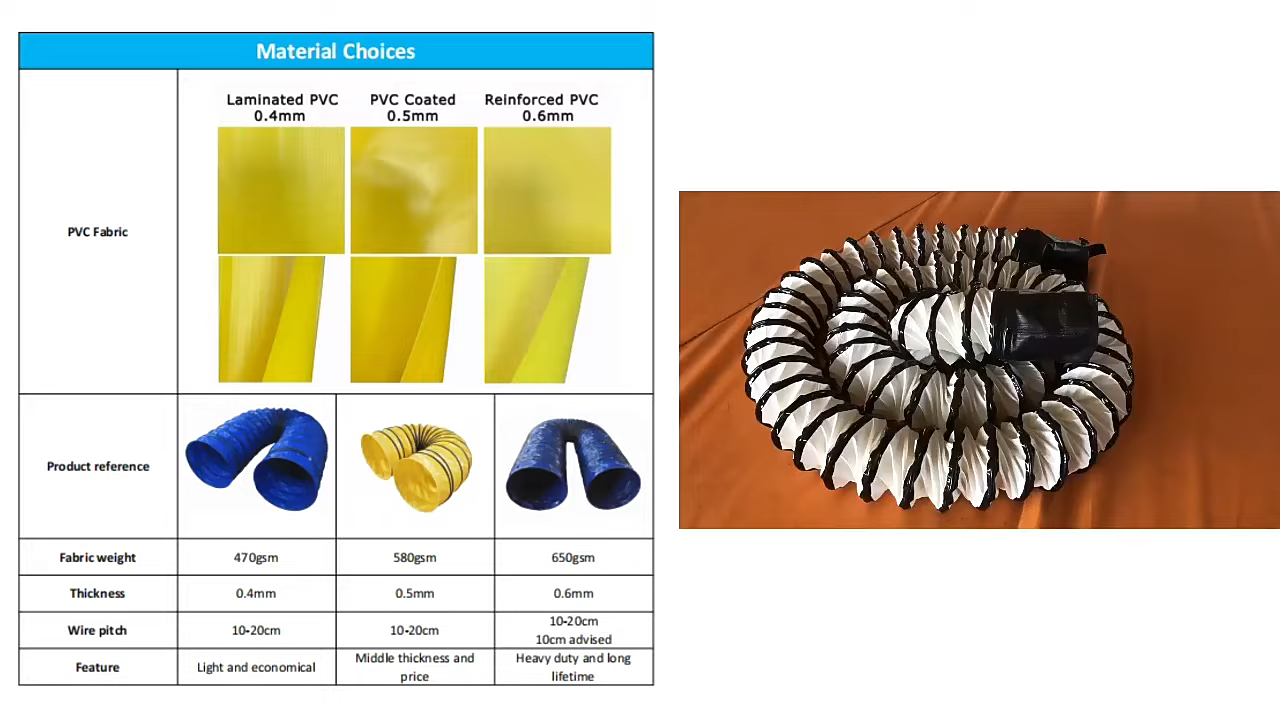 Material Choices
Laminated PVC PVC Coated Reinforced PVC
0.4mm 0.5mm 0.6mm
PVC Fabric
Product reference
Fabric weight 470gsm 580gsm 650gsm
Thickness 0.4mm 0.5mm 0.6mm
Wire pitch 10-20cm 10-20cm 10-20cm
10cm advised
Feature Light and economical Middle thickness and Heavy duty and long
price lifetime